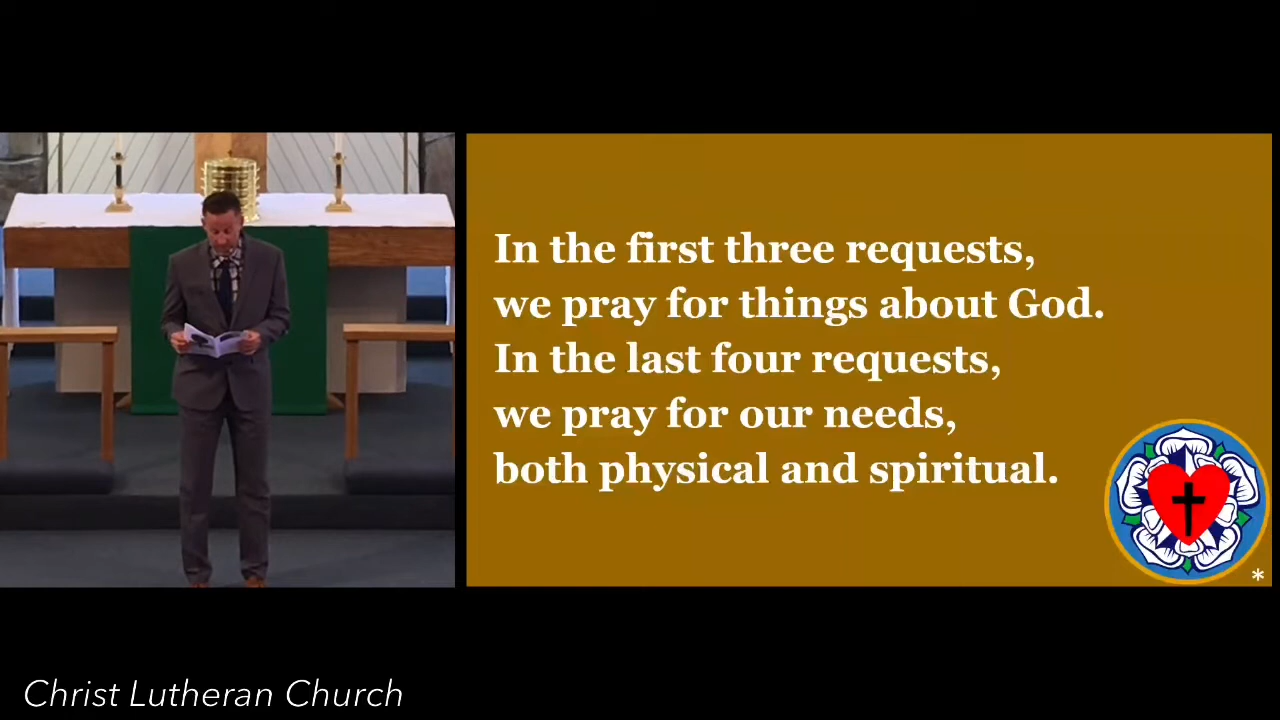 In the first three requests,
we pray for things about God.
In the last four requests,
we pray for our needs,
both physical and spiritual.
*
Christ Lutheran Church